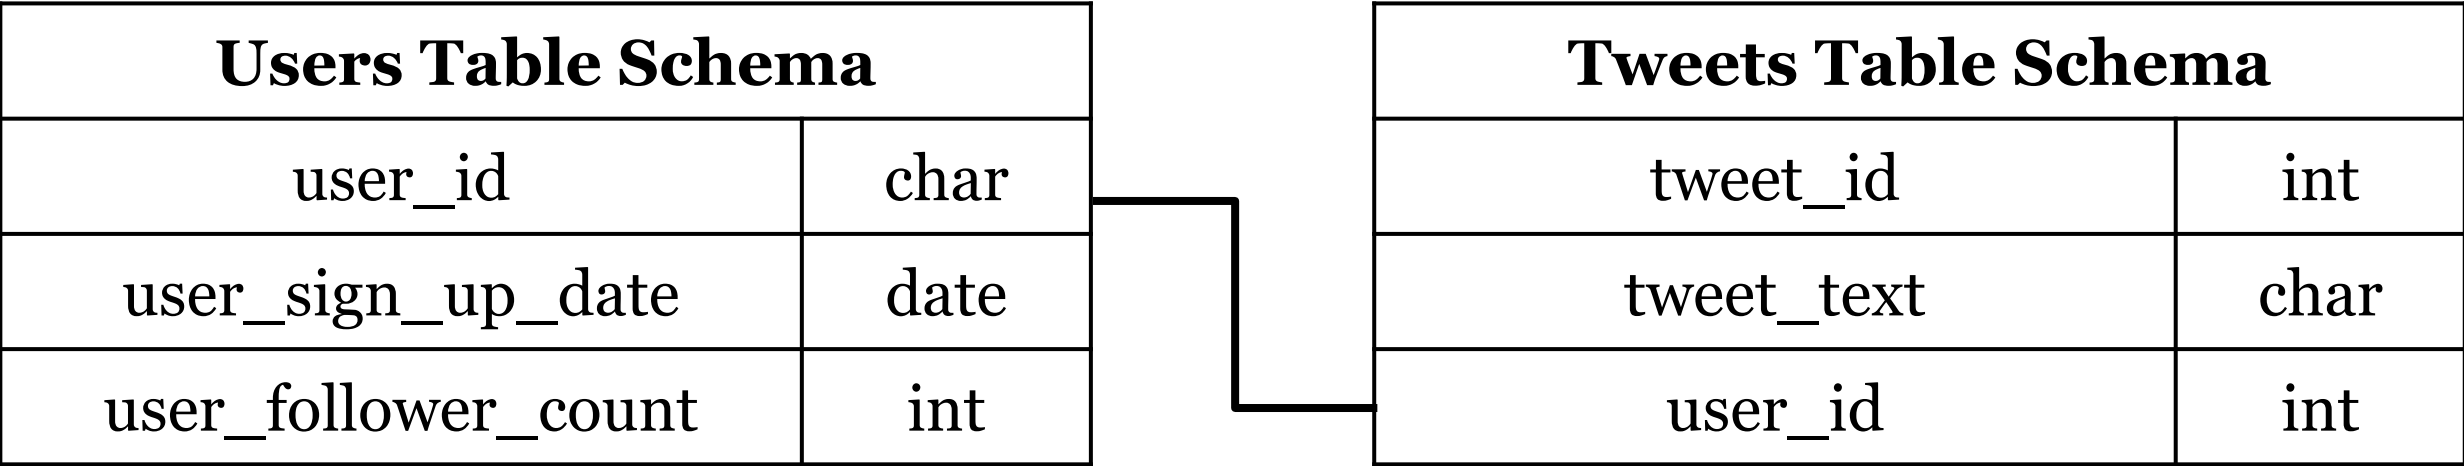 Users Table Schema
user_id char
user_sign_up_date date
user_follower_count int
Tweets Table Schema
tweet_id int
tweet_text char
user_id int